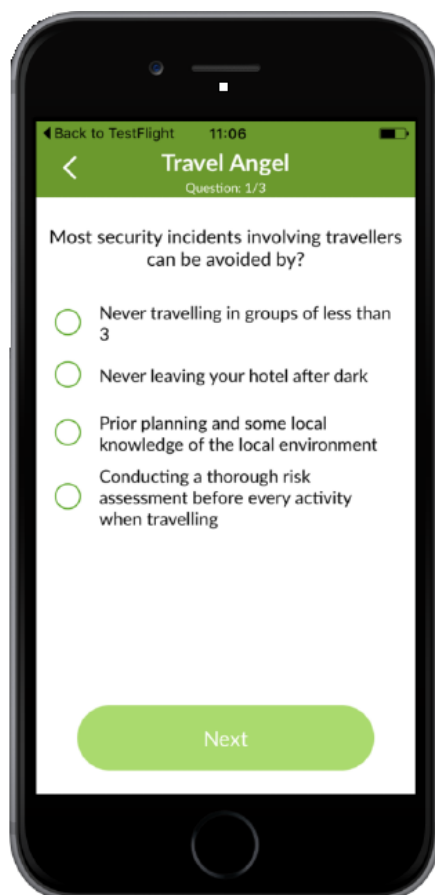 Back to TestFlight 11:06
Travel Angel
Question: 1/3
Most security incidents involving travellers
can be avoided by?
Never travelling in groups of less than
3
Never leaving your hotel after dark
Prior planning and some local
knowledge of the local environment
Conducting a thorough risk
assessment before every activity
when travelling
Next